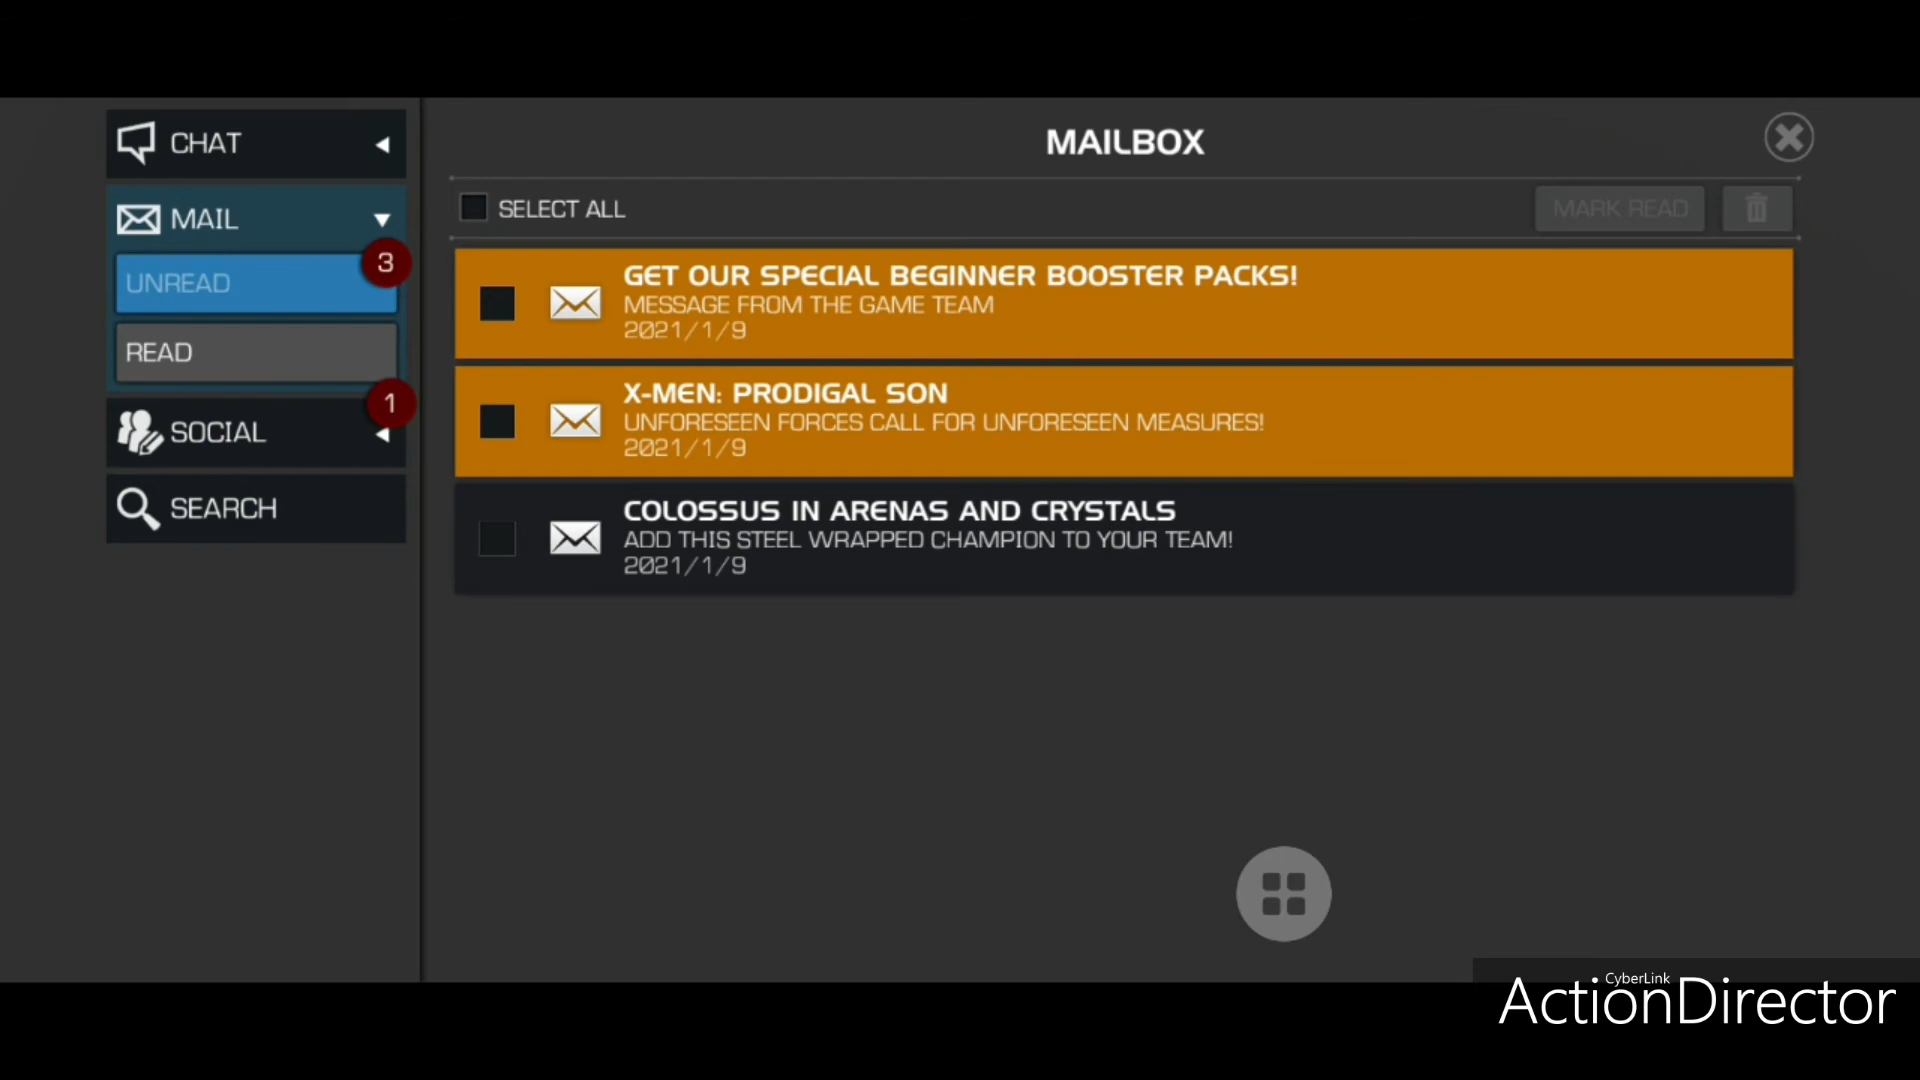 CHAT
MAIL
3
UNREAD
READ
1
SOCIAL
SEARCH
MAILBOX
SELECT ALL
MARK READ
GET OUR SPECIAL BEGINNER BOOSTER PACKS!
MESSAGE FROM THE GAME TEAM
2021/1/9
X-MEN: PRODIGAL SON
UNFORESEEN FORCES CALL FOR UNFORESEEN MEASURES!
2021/1/9
COLOSSUS IN ARENAS AND CRYSTALS
ADD THIS STEEL WRAPPED CHAMPION TO YOUR TEAM!
2021/1/9
CyberLink
ActionDirector